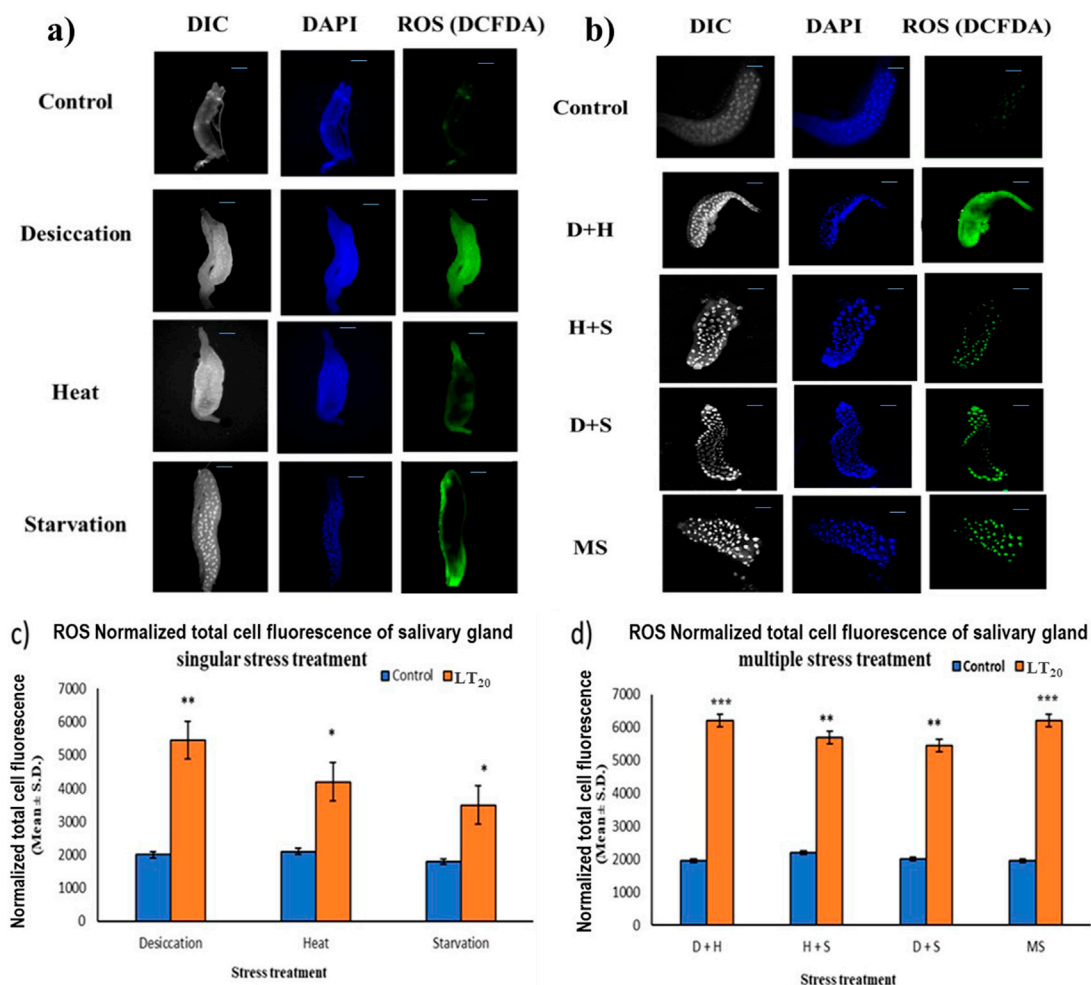 a)
DIC DAPI ROS (DCFDA)
Control
Desiccation
Heat
Starvation
b)
DIC DAPI ROS (DCFDA)
Control
D+H
H+S
D+S
MS
c) ROS Normalized total cell fluorescence of salivary gland
singular stress treatment
Control LT20
Normalized total cell fluorescence
(Mean ± S.D.)
7000
6000
5000
4000
3000
2000
1000
0
**
*
*
Desiccation Heat Starvation
Stress treatment
d) ROS Normalized total cell fluorescence of salivary gland
multiple stress treatment
Control LT20
Normalized total cell fluorescence
(Mean ± S.D.)
7000
6000
5000
4000
3000
2000
1000
0
***
**
**
***
D + H H + S D + S MS
Stress treatment